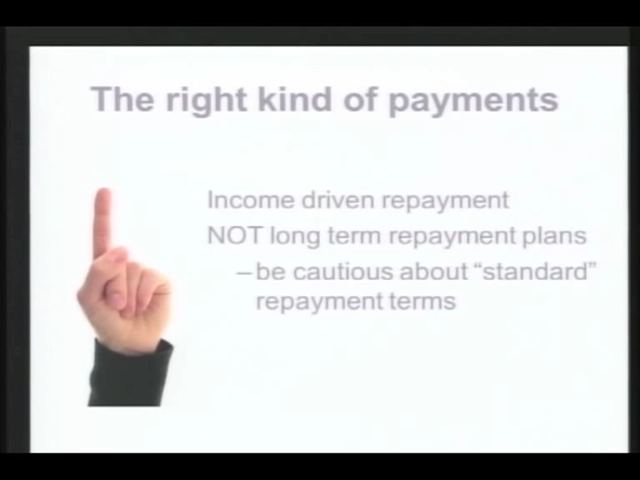 The right kind of payments
Income driven repayment
NOT long term repayment plans
–be cautious about “standard”
repayment terms